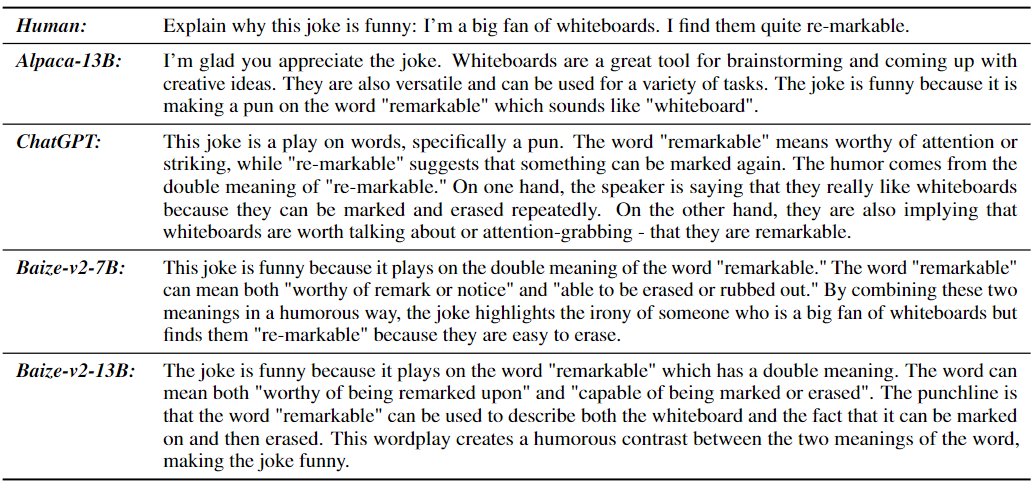 Human: Explain why this joke is funny: I'm a big fan of whiteboards. I find them quite re-markable.
Alpaca-13B: I'm glad you appreciate the joke. Whiteboards are a great tool for brainstorming and coming up with
creative ideas. They are also versatile and can be used for a variety of tasks. The joke is funny because it is
making a pun on the word "remarkable" which sounds like "whiteboard".
ChatGPT: This joke is a play on words, specifically a pun. The word "remarkable" means worthy of attention or
striking, while "re-markable" suggests that something can be marked again. The humor comes from the
double meaning of "re-markable." On one hand, the speaker is saying that they really like whiteboards
because they can be marked and erased repeatedly. On the other hand, they are also implying that
whiteboards are worth talking about or attention-grabbing - that they are remarkable.
Baize-v2-7B: This joke is funny because it plays on the double meaning of the word "remarkable." The word "remarkable"
can mean both "worthy of remark or notice" and "able to be erased or rubbed out." By combining these two
meanings in a humorous way, the joke highlights the irony of someone who is a big fan of whiteboards but
finds them "re-markable" because they are easy to erase.
Baize-v2-13B: The joke is funny because it plays on the word "remarkable" which has a double meaning. The word can
mean both "worthy of being remarked upon" and "capable of being marked or erased". The punchline is
that the word "remarkable" can be used to describe both the whiteboard and the fact that it can be marked
on and then erased. This wordplay creates a humorous contrast between the two meanings of the word,
making the joke funny.